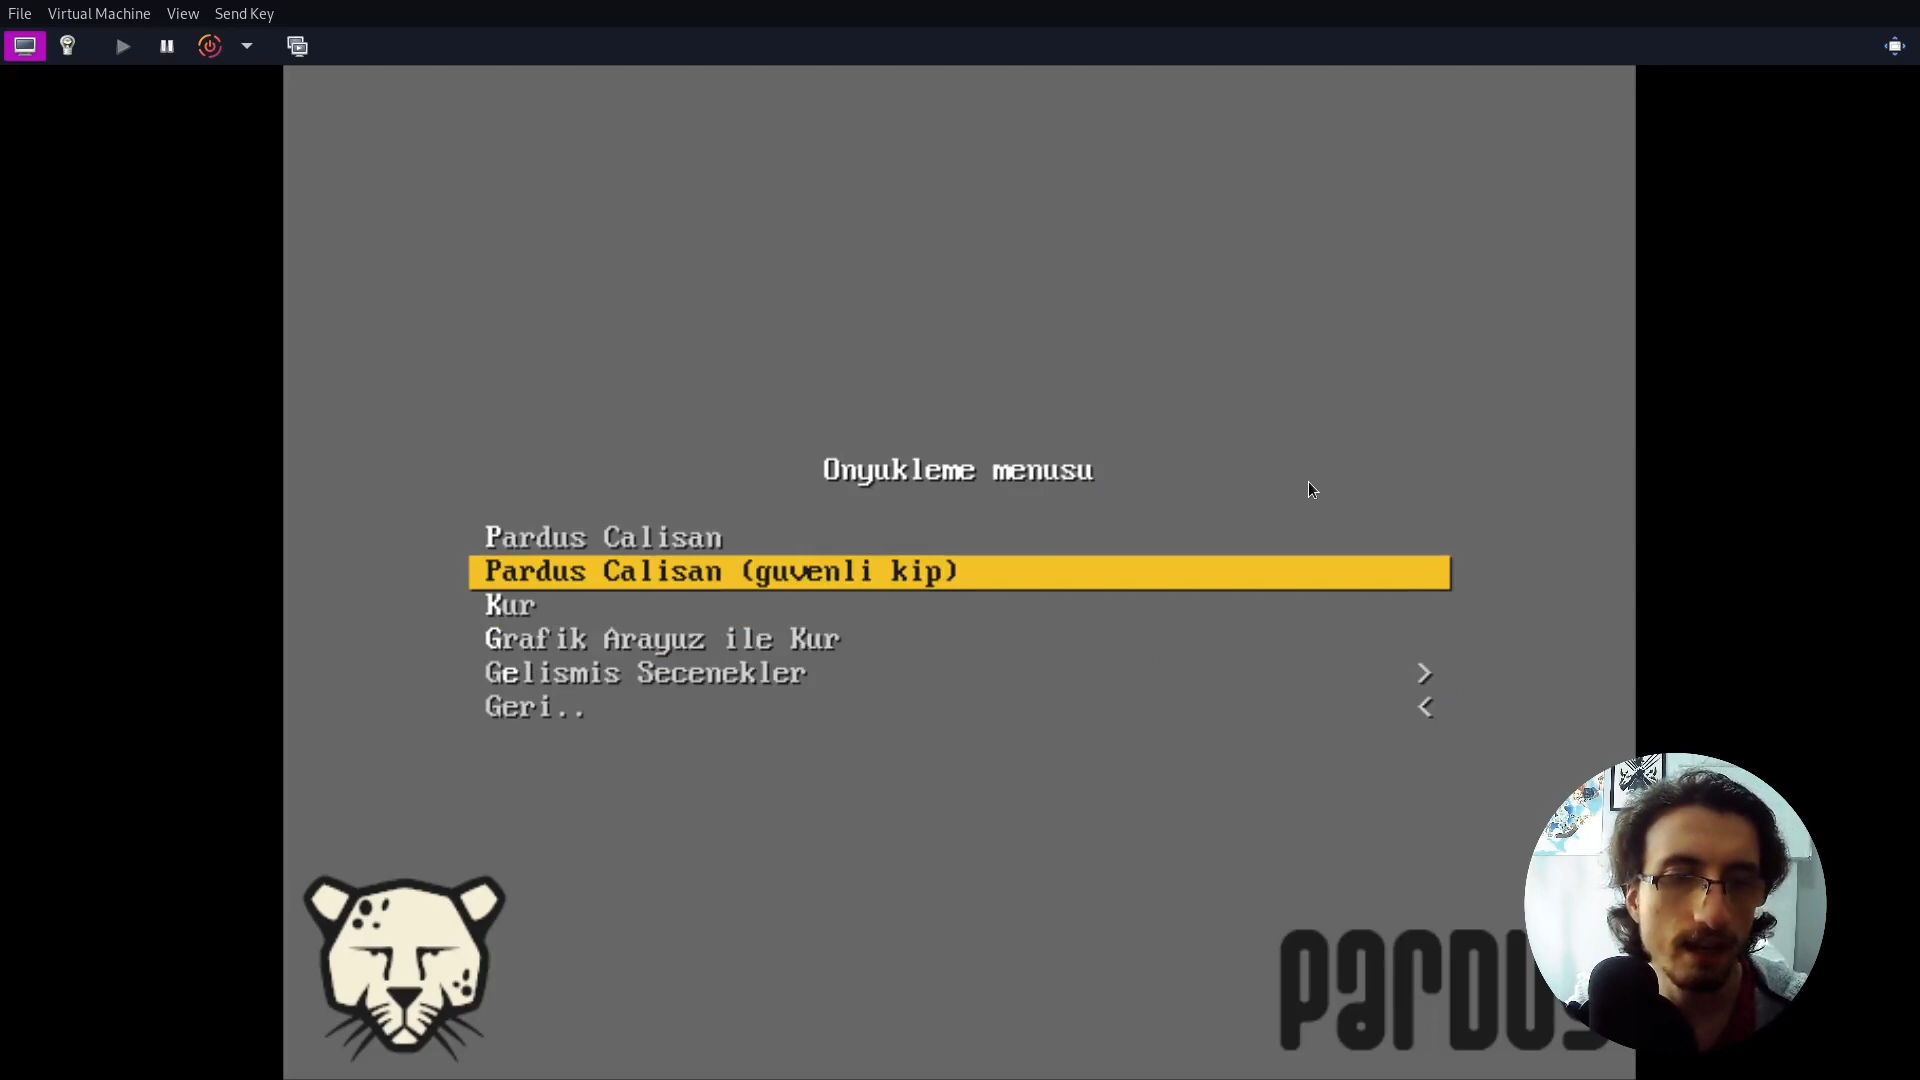 File Virtual Machine View Send Key
Onyukleme menusu
Pardus Calisan
Pardus Calisan (guvenli kip)
Kur
Grafik Arayuz ile Kur
Gelismis Secenekler >
Geri.. <
PARDUS